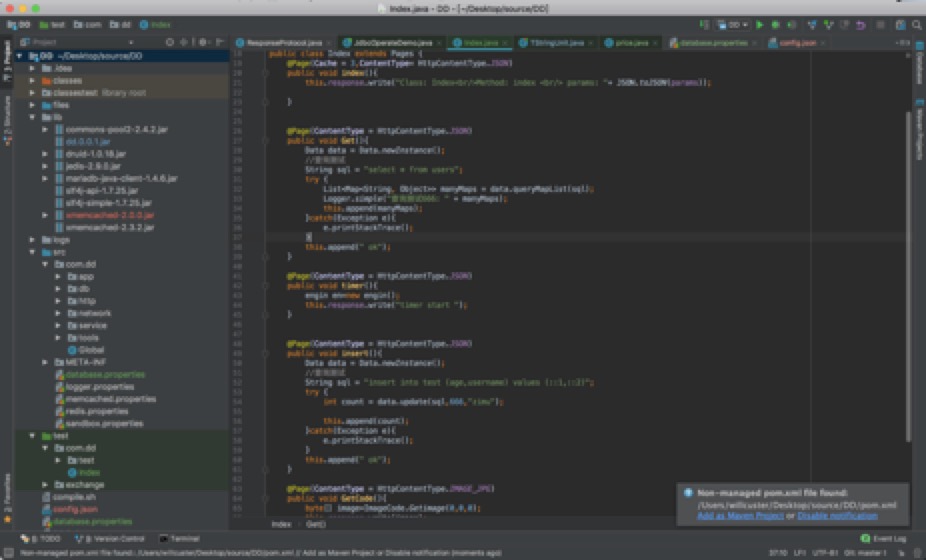 Index.java - DD - [~/Desktop/source/DD]
DD test com dd Index
DD
Project
ResponseProtocol.java JdbcOperateDemo.java Index.java TStringUnit.java prisa.java database.properties config.json
DD ~/Desktop/source/DD
.idea
classes
classestest library root
files
lib
commons-pool2-2.4.2.jar
dd.0.0.1.jar
druid-1.0.18.jar
jedis-2.9.0.jar
mariadb-java-client-1.4.6.jar
slf4j-api-1.7.25.jar
slf4j-simple-1.7.25.jar
xmemcached-2.0.0.jar
xmemcached-2.3.2.jar
logs
src
com.dd
app
db
http
network
service
tools
Global
META-INF
database.properties
logger.properties
memcached.properties
redis.properties
sandbox.properties
test
com.dd
test
Index
exchange
compile.sh
config.json
database.properties
public class Index extends Pages {
@Page(Cache = 3,ContentType= HttpContentType.JSON)
public void index(){
this.response.write("Class: Index<br/>Method: index <br/> params: "+ JSON.toJSON(params));
}
@Page(ContentType = HttpContentType.JSON)
public void Get(){
Data data = Data.newInstance();
//查询测试
String sql = "select * from users";
try {
List<Map<String, Object>> manyMaps = data.queryMapList(sql);
Logger.simple("查询测试666: " + manyMaps);
this.append(manyMaps);
}catch(Exception e){
e.printStackTrace();
}
this.append(" ok");
}
@Page(ContentType = HttpContentType.JSON)
public void timer(){
engin en=new engin();
this.response.write("timer start ");
}
@Page(ContentType = HttpContentType.JSON)
public void insert(){
Data data = Data.newInstance();
//查询测试
String sql = "insert into test (age,username) values (::1,::2)";
try {
int count = data.update(sql,666,"zimu");
this.append(count);
}catch(Exception e){
e.printStackTrace();
}
this.append(" ok");
}
@Page(ContentType = HttpContentType.IMAGE_JPG)
public void GetCode(){
byte[] image=ImageCode.Getimage(0,0,0);
Index Get()
Non-managed pom.xml file found:
/Users/willcuster/Desktop/source/DD/pom.xml
Add as Maven Project or Disable notification
1: Project
Structure
Favorites
Database
Maven Projects
6: TODO 9: Version Control Terminal Event Log
Non-managed pom.xml file found: /Users/willcuster/Desktop/source/DD/pom.xml // Add as Maven Project or Disable notification (moments ago) 37:10 LF UTF-8 Git: master